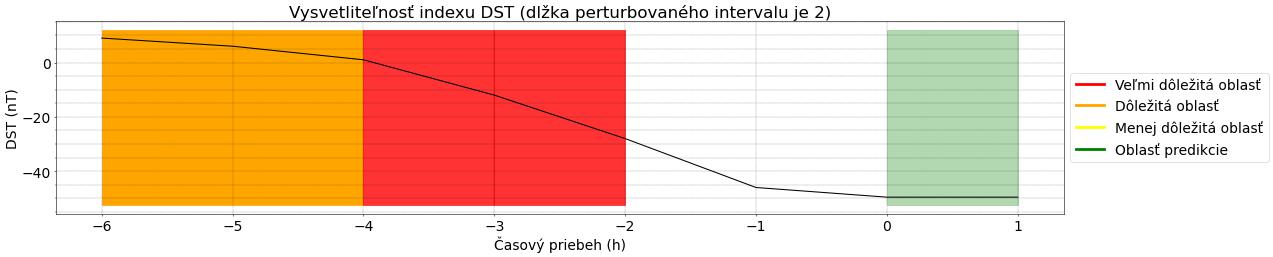 Vysvetliteľnosť indexu DST (dlžka perturbovaného intervalu je 2)
DST (nT)
0
−20
−40
−6 −5 −4 −3 −2 −1 0 1
Časový priebeh (h)
Veľmi dôležitá oblasť
Dôležitá oblasť
Menej dôležitá oblasť
Oblasť predikcie